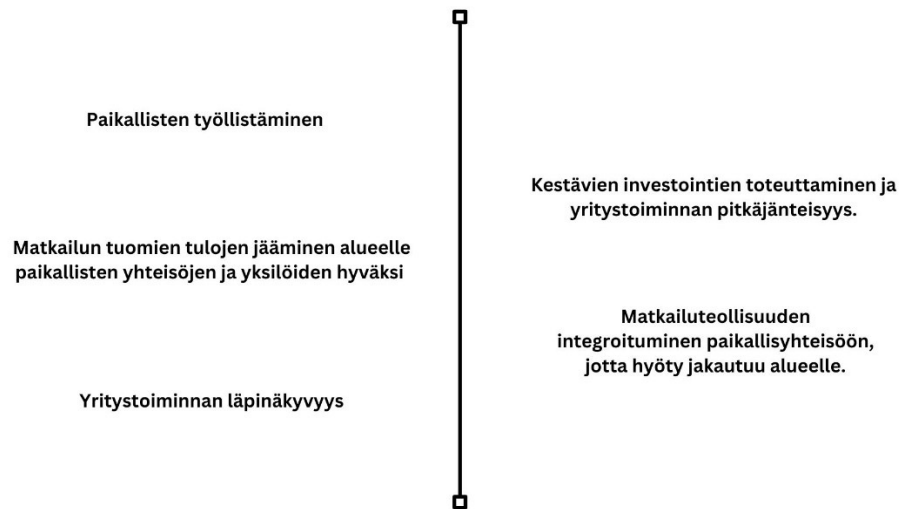 Paikallisten työllistäminen
Matkailun tuomien tulojen jääminen alueelle
paikallisten yhteisöjen ja yksilöiden hyväksi
Yritystoiminnan läpinäkyvyys
Kestävien investointien toteuttaminen ja
yritystoiminnan pitkäjänteisyys.
Matkailuteollisuuden
integroituminen paikallisyhteisöön,
jotta hyöty jakautuu alueelle.